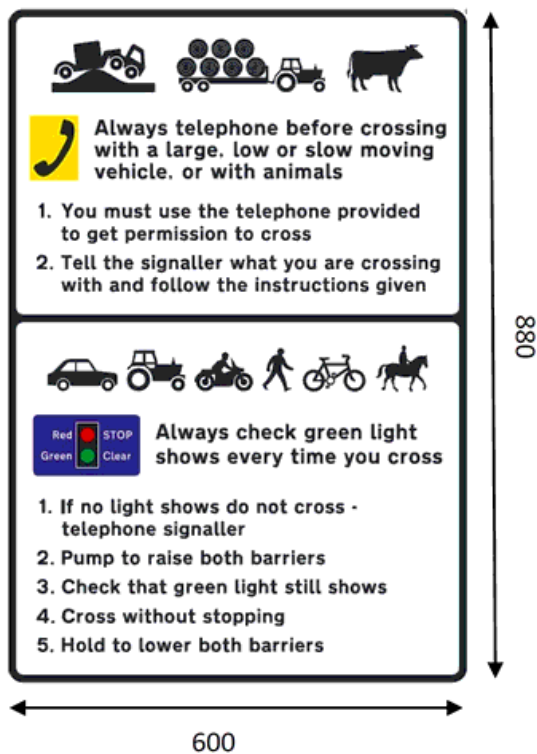 Always telephone before crossing
with a large. low or slow moving
vehicle. or with animals
1. You must use the telephone provided
to get permission to cross
2. Tell the signaller what you are crossing
with and follow the instructions given
880
Red STOP
Green Clear
Always check green light
shows every time you cross
1. If no light shows do not cross -
telephone signaller
2. Pump to raise both barriers
3. Check that green light still shows
4. Cross without stopping
5. Hold to lower both barriers
600